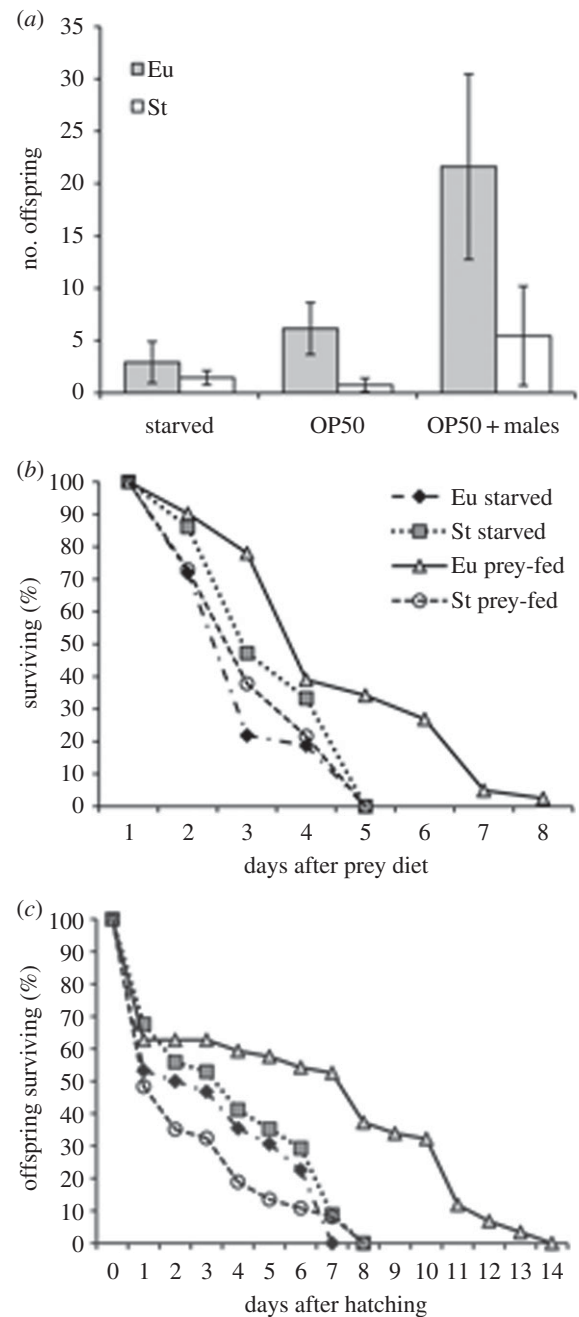 (a)
35
30
25
20
15
10
5
0
no. offspring
Eu
St
starved OP50 OP50 + males
(b)
100
90
80
70
60
50
40
30
20
10
0
surviving (%)
Eu starved
St starved
Eu prey-fed
St prey-fed
1 2 3 4 5 6 7 8
days after prey diet
(c)
100
90
80
70
60
50
40
30
20
10
0
offspring surviving (%)
0 1 2 3 4 5 6 7 8 9 10 11 12 13 14
days after hatching